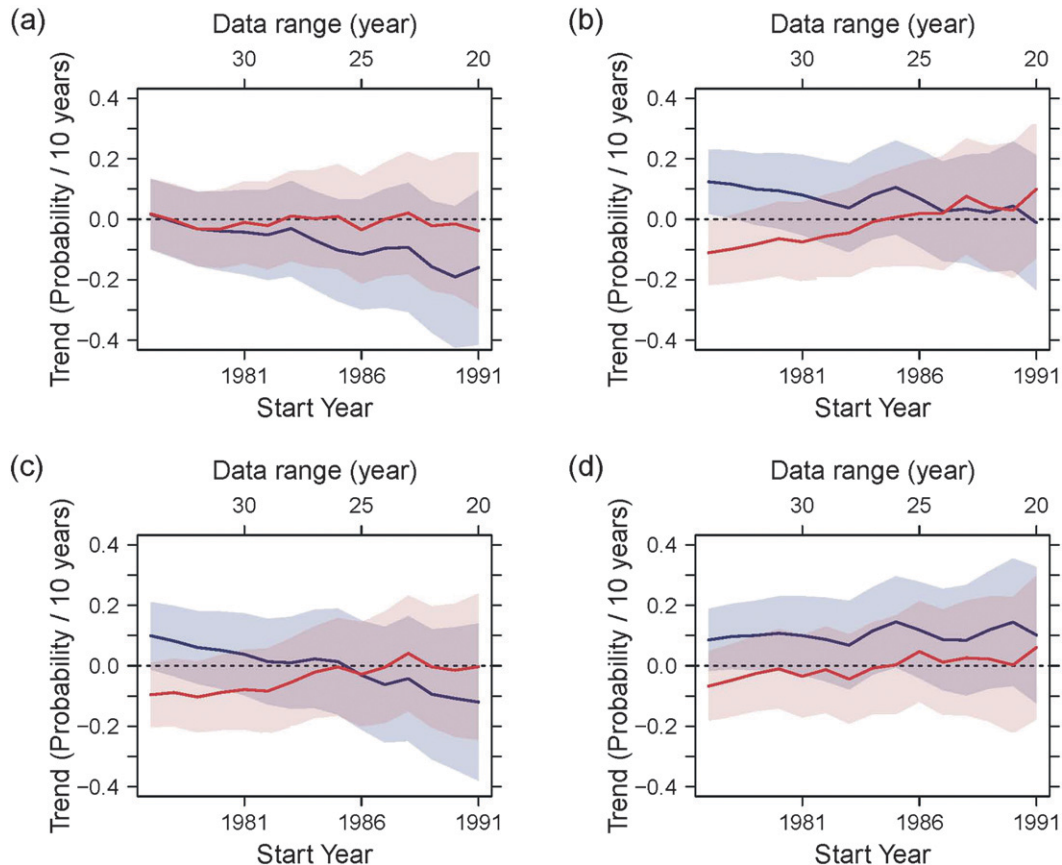 (a)
Data range (year)
30 25 20
Trend (Probability / 10 years)
0.4
0.2
0.0
−0.2
−0.4
1981 1986 1991
Start Year
(b)
Data range (year)
30 25 20
Trend (Probability / 10 years)
0.4
0.2
0.0
−0.2
−0.4
1981 1986 1991
Start Year
(c)
Data range (year)
30 25 20
Trend (Probability / 10 years)
0.4
0.2
0.0
−0.2
−0.4
1981 1986 1991
Start Year
(d)
Data range (year)
30 25 20
Trend (Probability / 10 years)
0.4
0.2
0.0
−0.2
−0.4
1981 1986 1991
Start Year